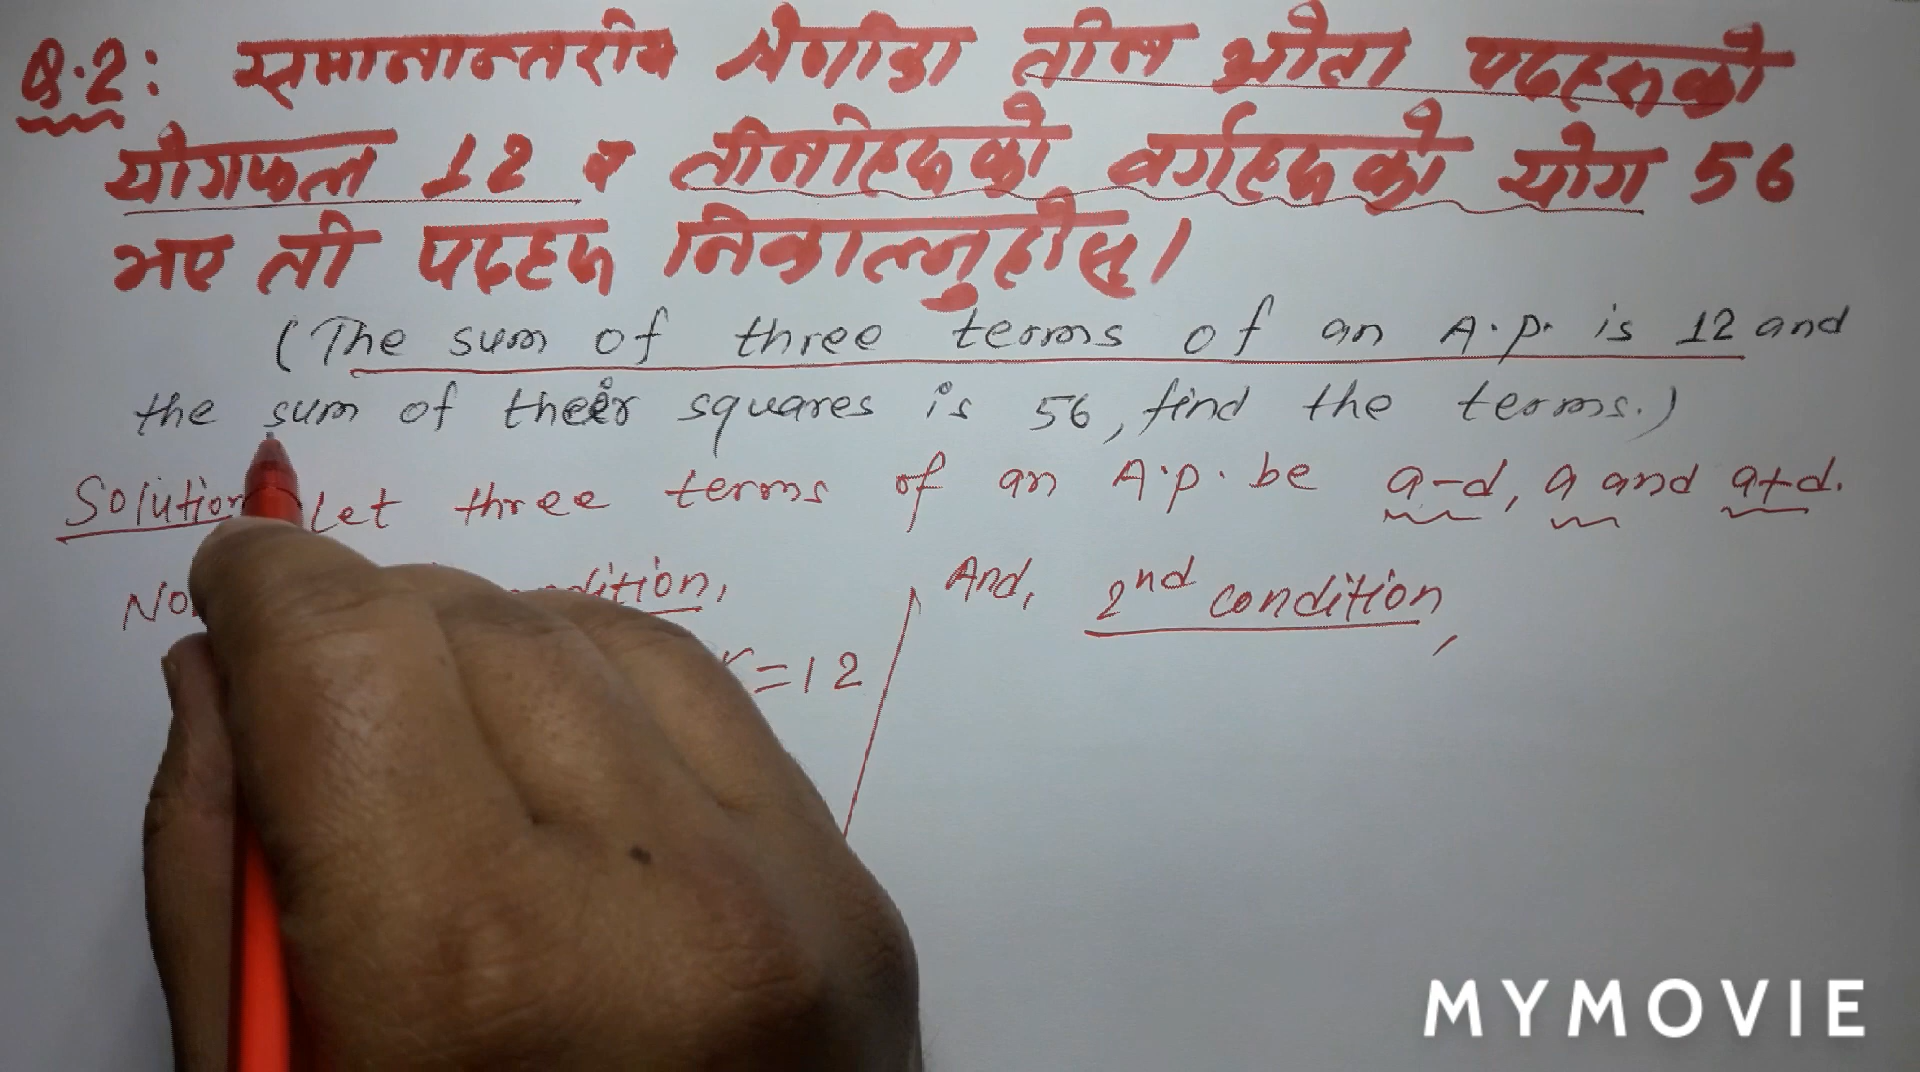 Q.2: समानान्तरीय श्रेणीका तीन ओटा पदहरुको
योगफल 12 र तीनोहरुको वर्गहरुको योग 56
भए ती पदहरु निकाल्नुहोस्।
(The sum of three terms of an A.P. is 12 and
the sum of their squares is 56, find the terms.)
Solution Let three terms of an A.P. be a-d, a and a+d.
And, 2nd condition,
=12
MYMOVIE